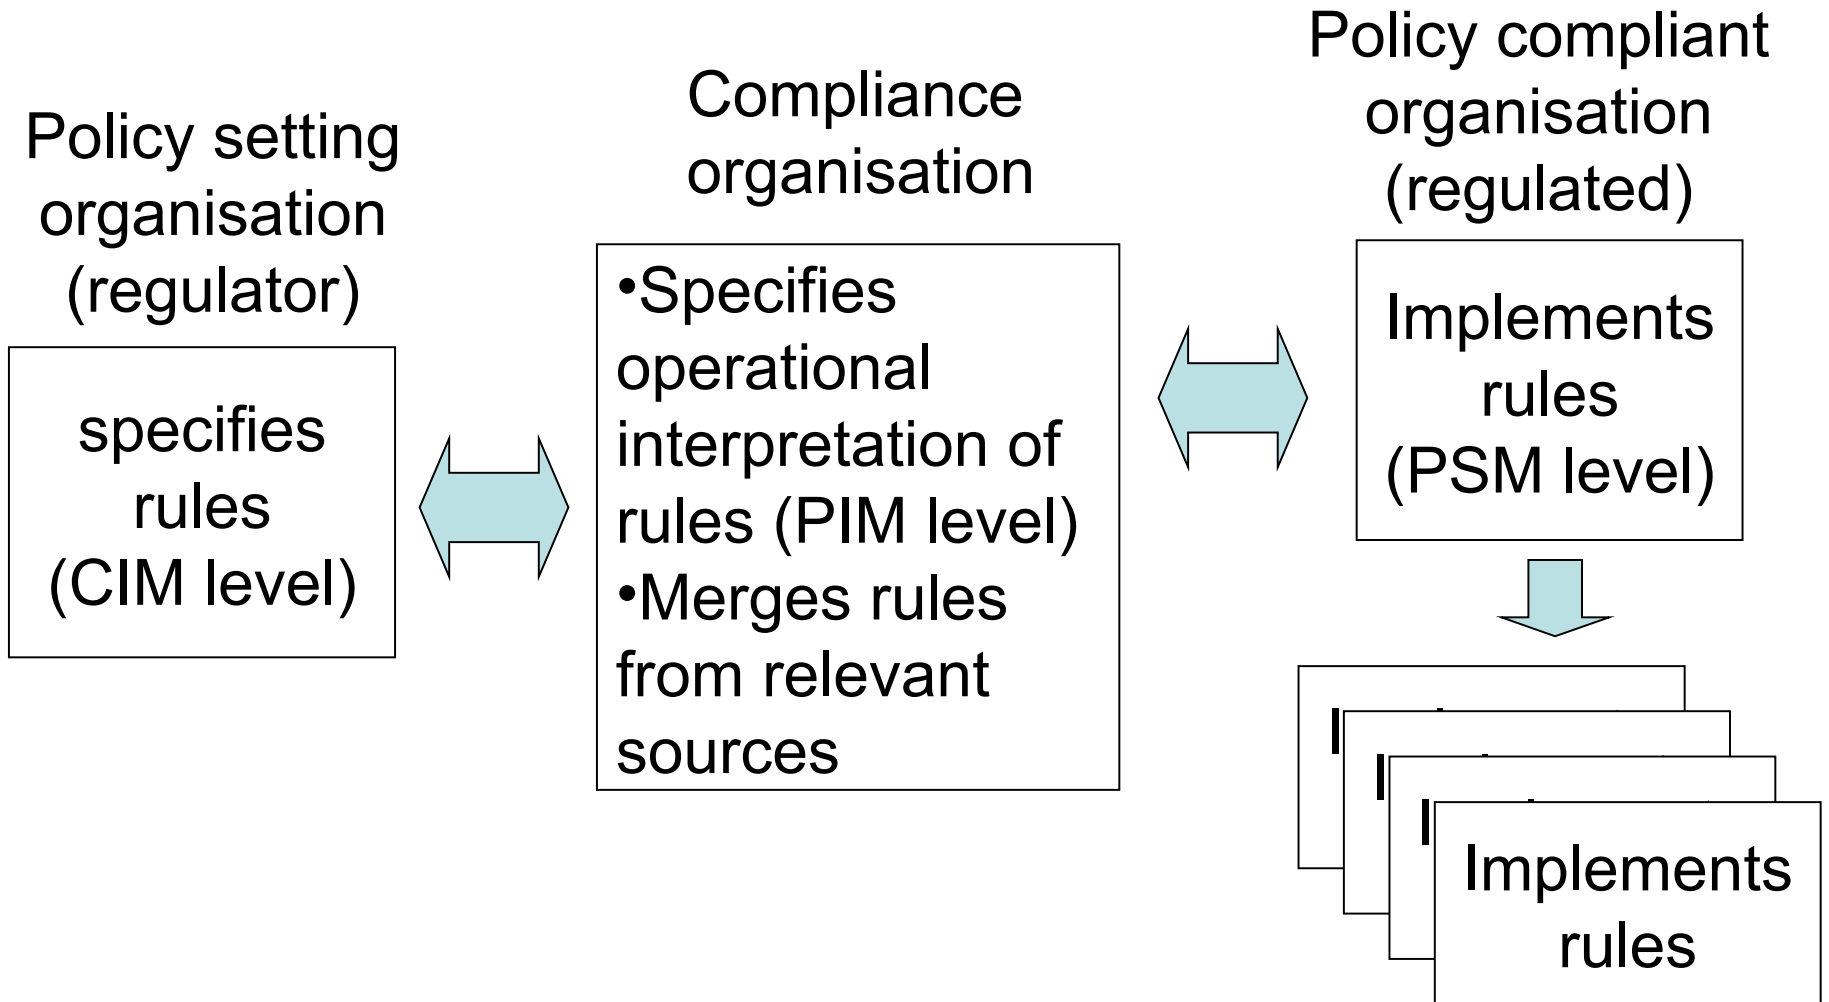 Policy setting
organisation
(regulator)
specifies
rules
(CIM level)
Compliance
organisation
•Specifies
operational
interpretation of
rules (PIM level)
•Merges rules
from relevant
sources
Policy compliant
organisation
(regulated)
Implements
rules
(PSM level)
Implements
rules